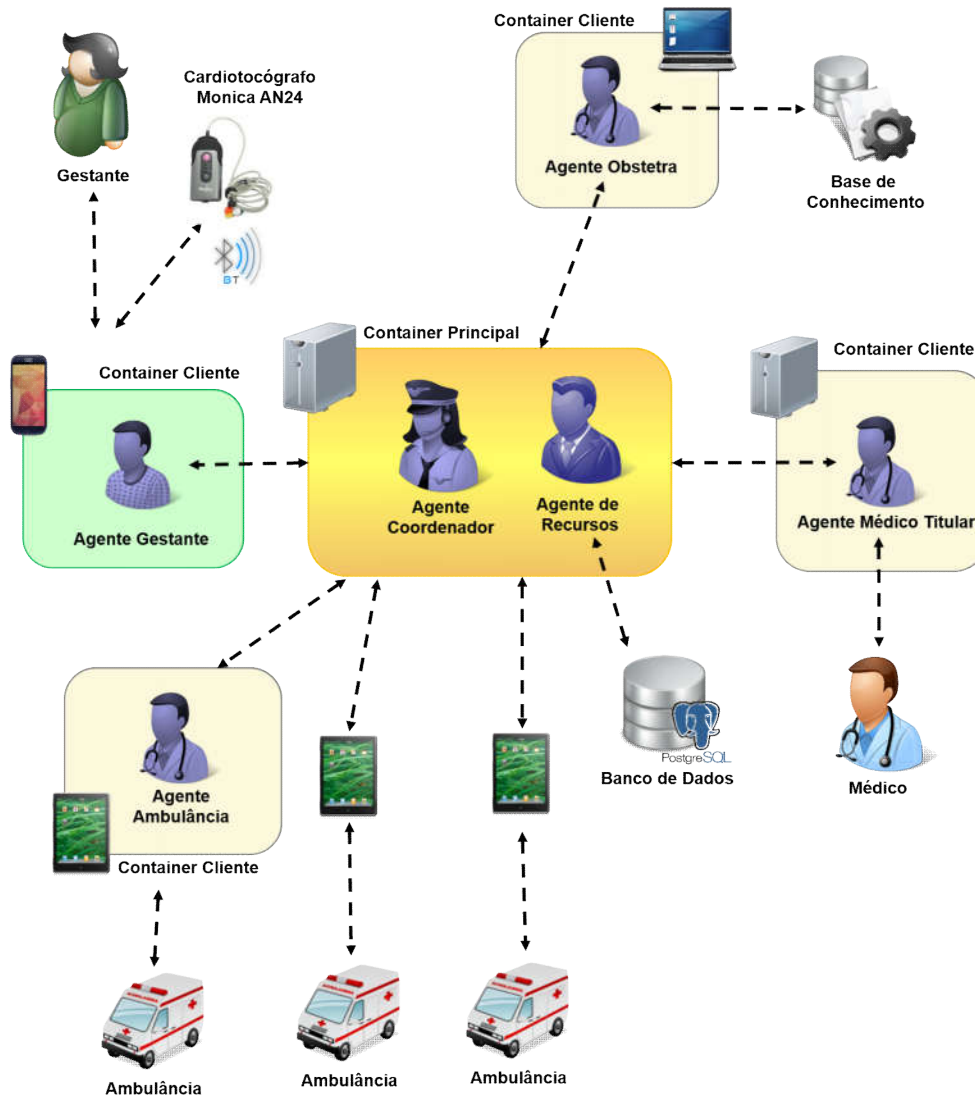 Container Cliente
Cardiotocógrafo
Monica AN24
Gestante
BT
Agente Obstetra
Base de
Conhecimento
Container Principal
Container Cliente
Container Cliente
Agente Gestante
Agente
Coordenador
Agente de
Recursos
Agente Médico Titular
Agente
Ambulância
Container Cliente
PostgreSQL
Banco de Dados
Médico
Ambulância
Ambulância
Ambulância